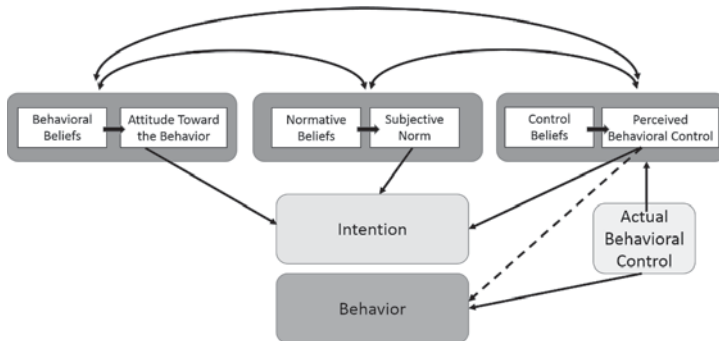 Behavioral
Beliefs
Attitude Toward
the Behavior
Normative
Beliefs
Subjective
Norm
Control
Beliefs
Perceived
Behavioral Control
Intention
Actual
Behavioral
Control
Behavior